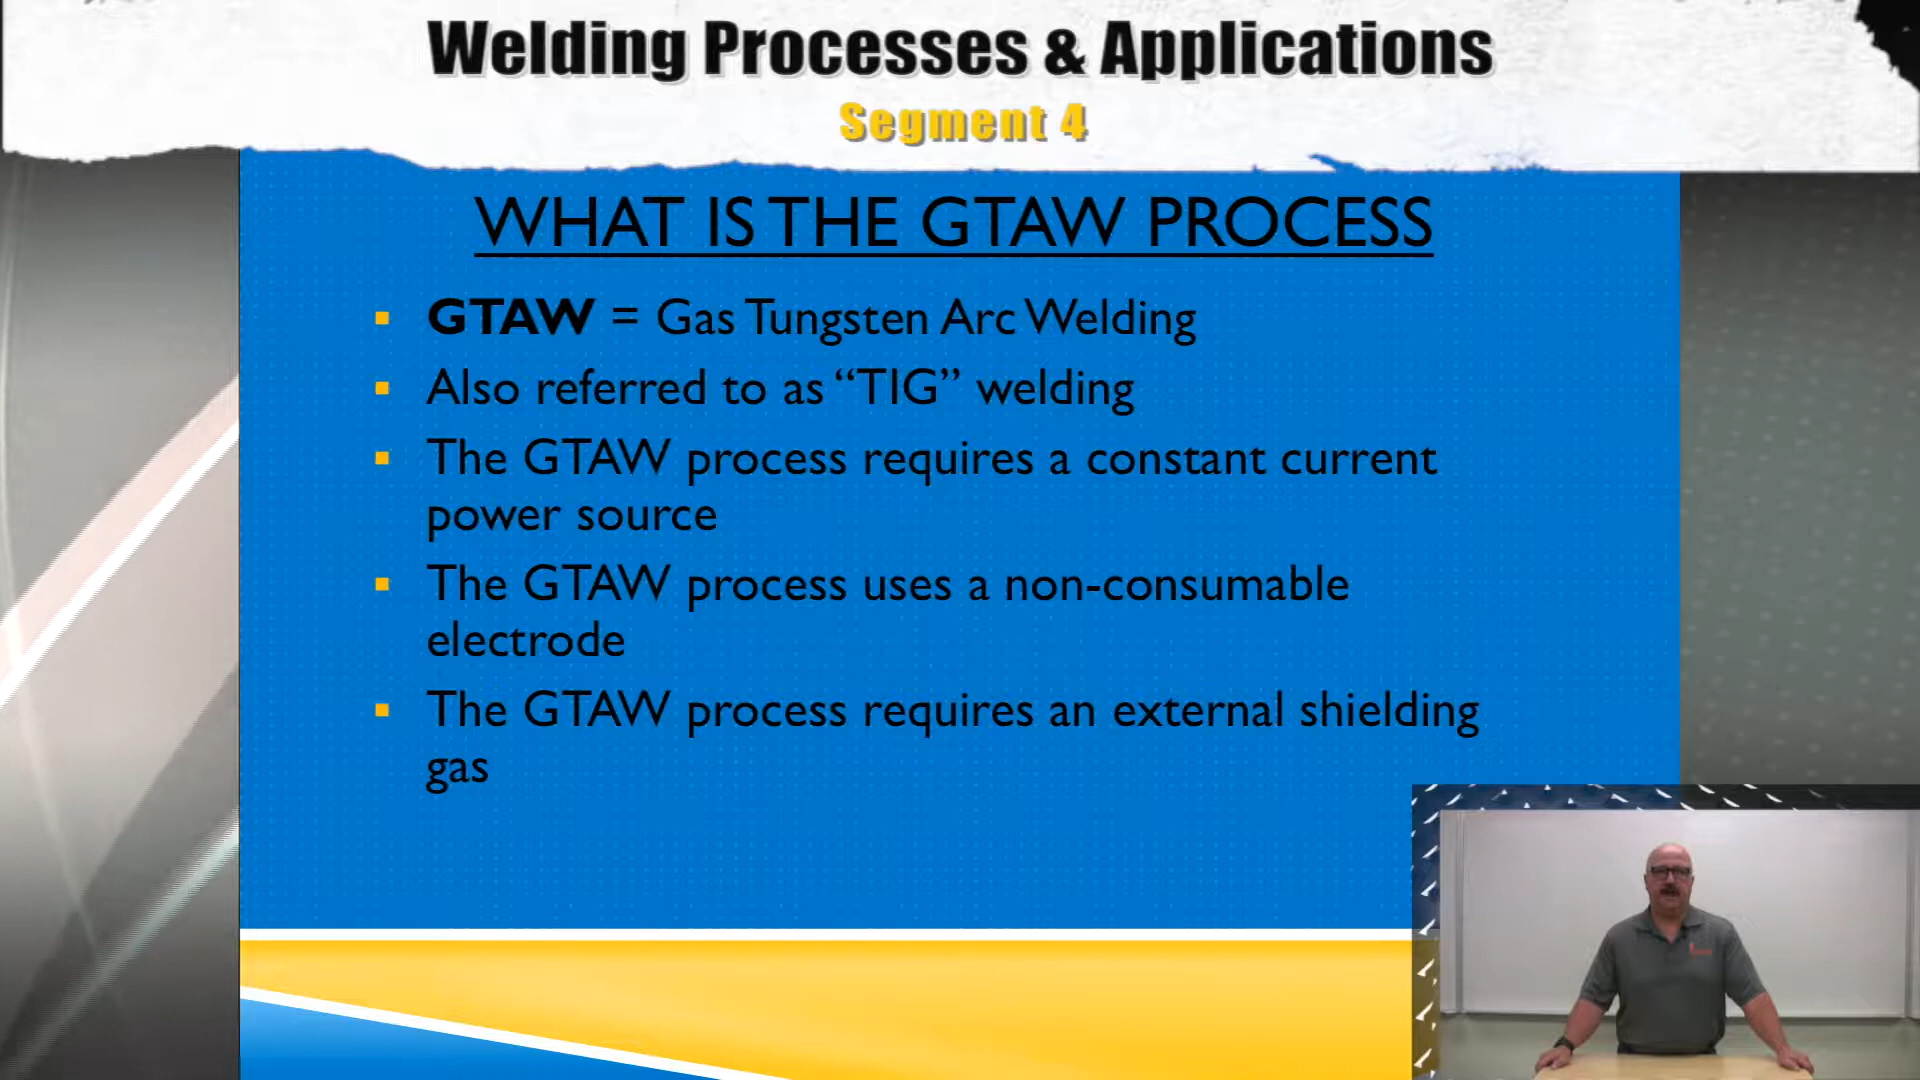 Welding Processes & Applications
Segment 4
WHAT IS THE GTAW PROCESS
▪ GTAW = Gas Tungsten Arc Welding
▪ Also referred to as “TIG” welding
▪ The GTAW process requires a constant current
power source
▪ The GTAW process uses a non-consumable
electrode
▪ The GTAW process requires an external shielding
gas